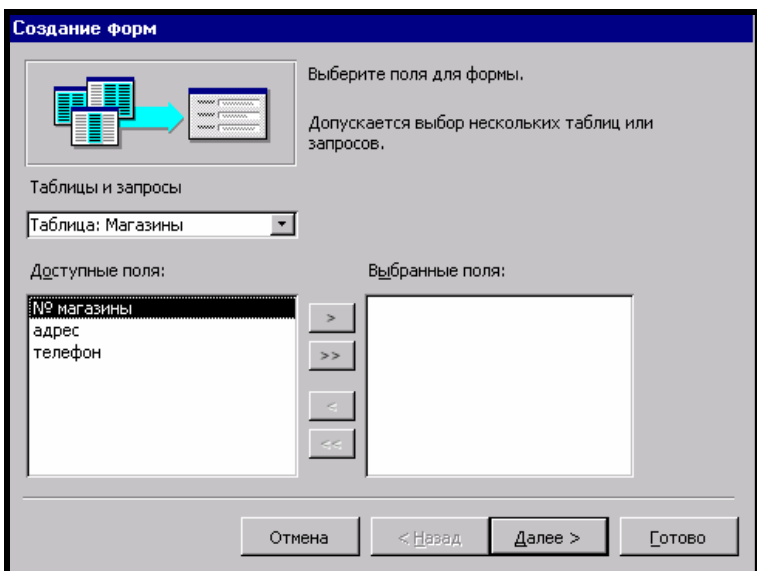 Создание форм
Выберите поля для формы.
Допускается выбор нескольких таблиц или
запросов.
Таблицы и запросы
Таблица: Магазины
Доступные поля:
Выбранные поля:
№ магазины
адрес
телефон
>
>>
<
<<
Отмена
< Назад
Далее >
Готово